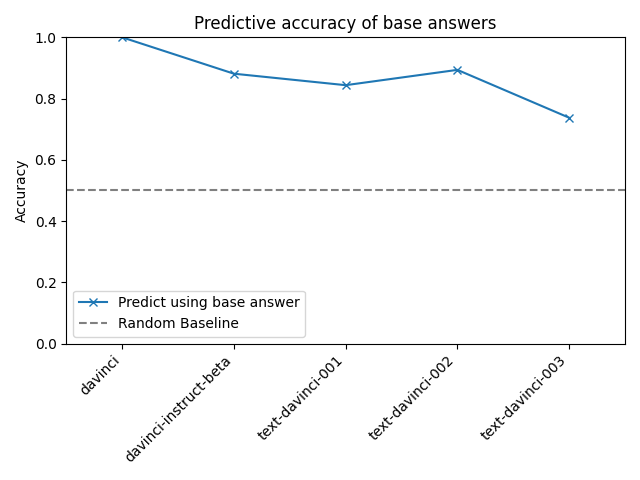 Predictive accuracy of base answers
1.0
0.8
0.6
0.4
0.2
0.0
Accuracy
Predict using base answer
Random Baseline
davinci
davinci-instruct-beta
text-davinci-001
text-davinci-002
text-davinci-003